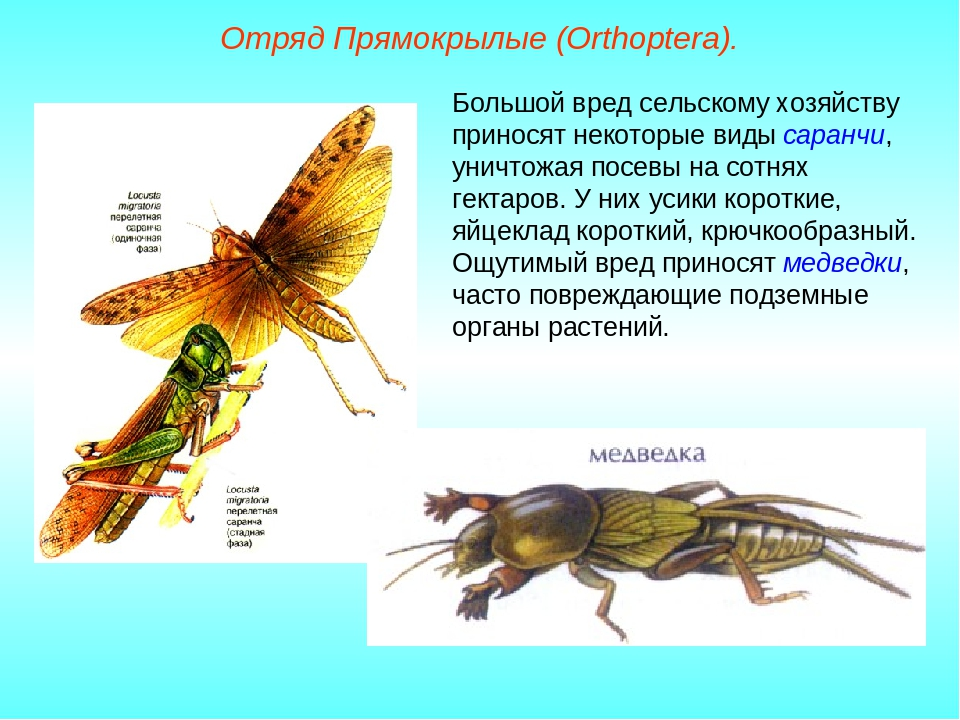 Отряд Прямокрылые (Orthoptera).
Большой вред сельскому хозяйству
приносят некоторые виды саранчи,
уничтожая посевы на сотнях
гектаров. У них усики короткие,
яйцеклад короткий, крючкообразный.
Ощутимый вред приносят медведки,
часто повреждающие подземные
органы растений.
Locusta
migratoria
перелетная
саранча
(одиночная
фаза)
Locusta
migratoria
перелетная
саранча
(стадная
фаза)
медведка